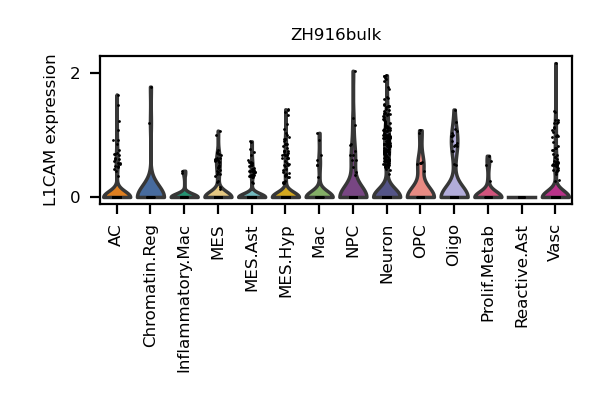 ZH916bulk
L1CAM expression
2
0
AC
Chromatin.Reg
Inflammatory.Mac
MES
MES.Ast
MES.Hyp
Mac
NPC
Neuron
OPC
Oligo
Prolif.Metab
Reactive.Ast
Vasc